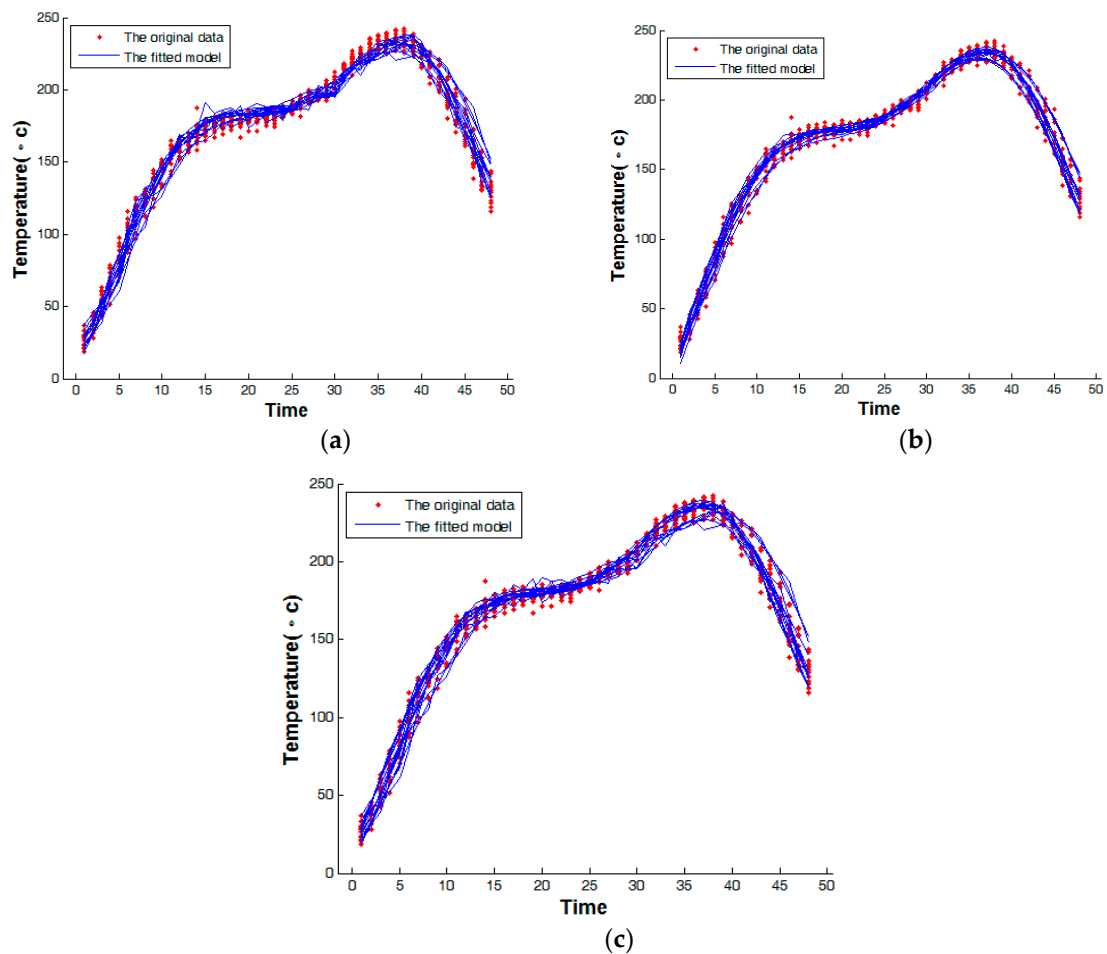 250
200
150
100
50
0
Temperature( ∘ c)
The original data
The fitted model
0 5 10 15 20 25 30 35 40 45 50
Time
(a)
250
200
150
100
50
0
Temperature( ∘ c)
The original data
The fitted model
0 5 10 15 20 25 30 35 40 45 50
Time
(b)
250
200
150
100
50
0
Temperature( ∘ c)
The original data
The fitted model
0 5 10 15 20 25 30 35 40 45 50
Time
(c)